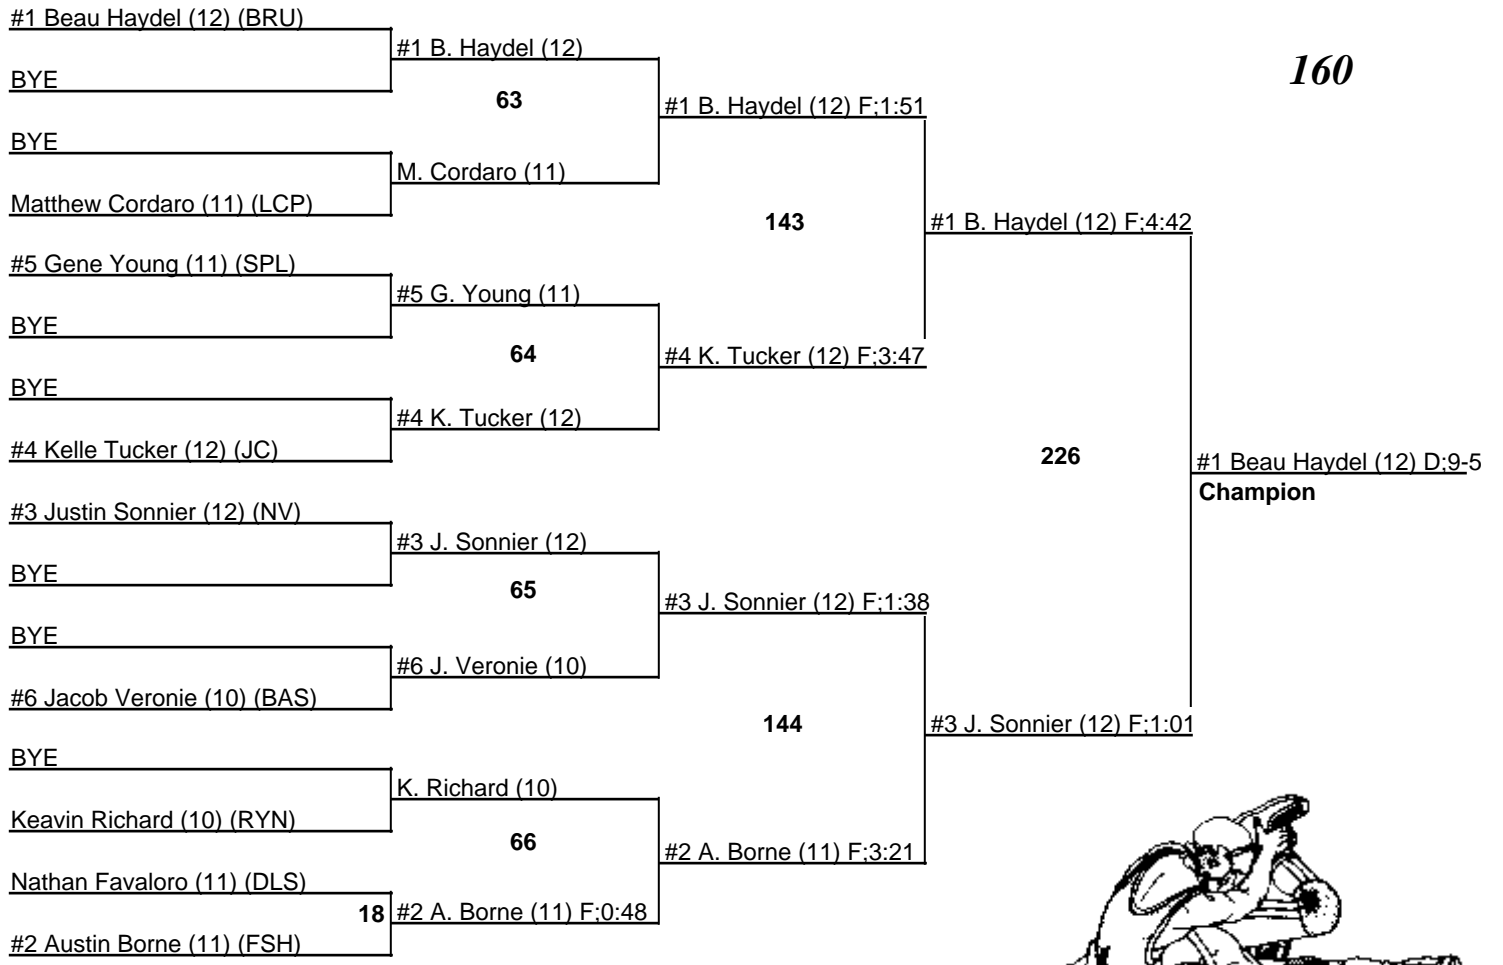 #1 Beau Haydel (12) (BRU)
BYE
BYE
Matthew Cordaro (11) (LCP)
#5 Gene Young (11) (SPL)
BYE
BYE
#4 Kelle Tucker (12) (JC)
#3 Justin Sonnier (12) (NV)
BYE
BYE
#6 Jacob Veronie (10) (BAS)
BYE
Keavin Richard (10) (RYN)
Nathan Favaloro (11) (DLS)
#2 Austin Borne (11) (FSH)
18
#1 B. Haydel (12)
63
M. Cordaro (11)
#5 G. Young (11)
64
#4 K. Tucker (12)
#3 J. Sonnier (12)
65
#6 J. Veronie (10)
K. Richard (10)
66
#2 A. Borne (11) F;0:48
#1 B. Haydel (12) F;1:51
143
#4 K. Tucker (12) F;3:47
#3 J. Sonnier (12) F;1:38
144
#2 A. Borne (11) F;3:21
#1 B. Haydel (12) F;4:42
226
#3 J. Sonnier (12) F;1:01
160
#1 Beau Haydel (12) D;9-5
Champion